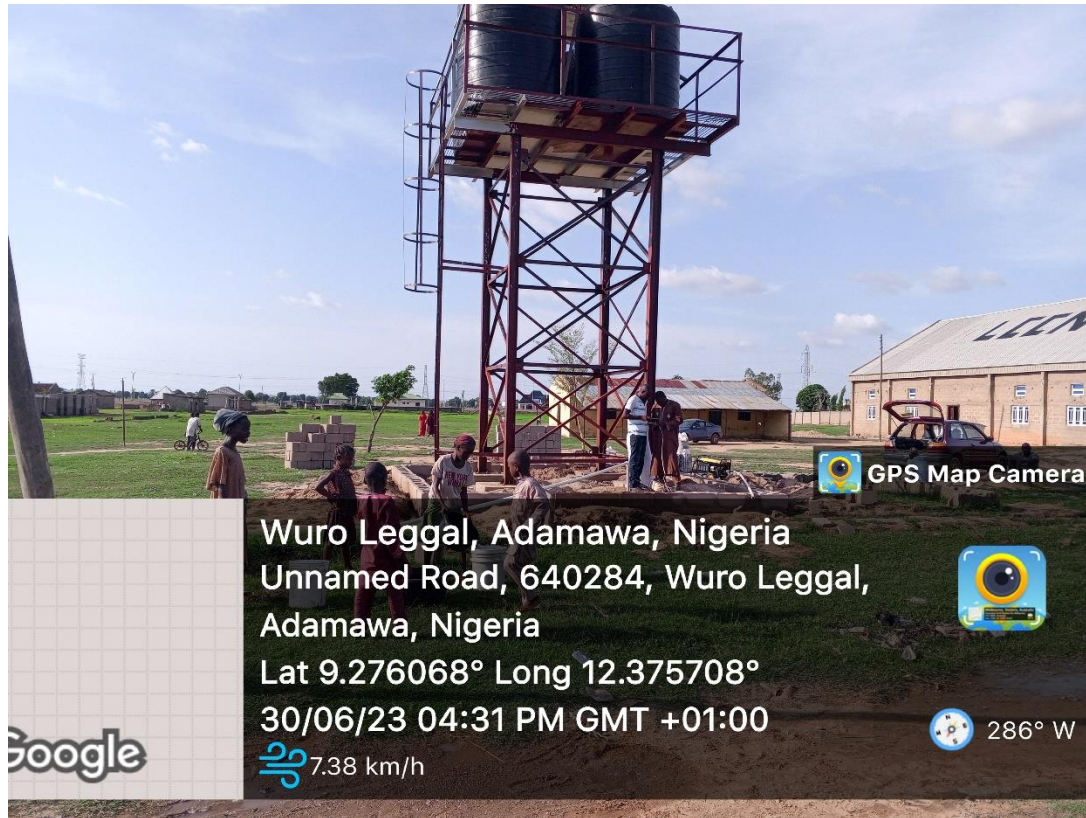 LCCN
GPS Map Camera
Wuro Leggal, Adamawa, Nigeria
Unnamed Road, 640284, Wuro Leggal,
Adamawa, Nigeria
Lat 9.276068° Long 12.375708°
30/06/23 04:31 PM GMT +01:00
7.38 km/h
286° W
Google